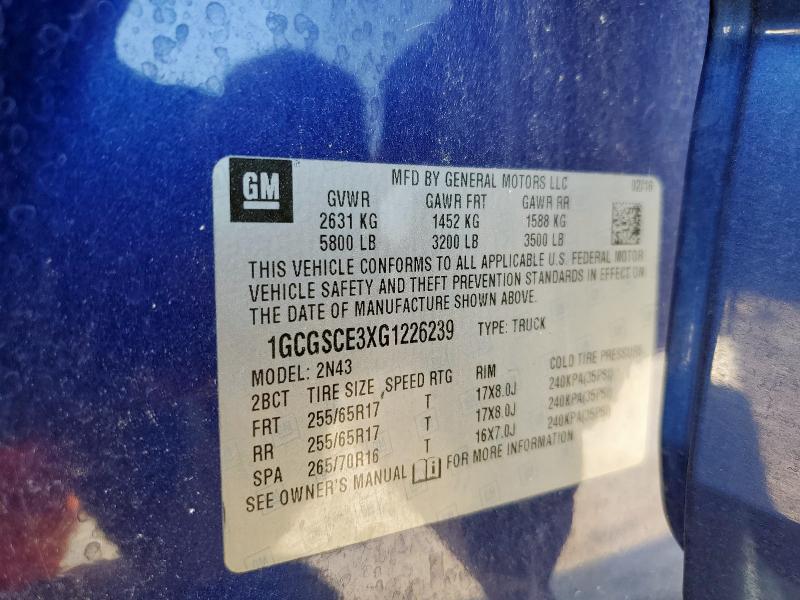 GM
MFD BY GENERAL MOTORS LLC 02/16
GVWR GAWR FRT GAWR RR
2631 KG 1452 KG 1588 KG
5800 LB 3200 LB 3500 LB
THIS VEHICLE CONFORMS TO ALL APPLICABLE U.S. FEDERAL MOTOR
VEHICLE SAFETY AND THEFT PREVENTION STANDARDS IN EFFECT ON
THE DATE OF MANUFACTURE SHOWN ABOVE.
1GCGSCE3XG1226239 TYPE: TRUCK
MODEL: 2N43
2BCT TIRE SIZE SPEED RTG RIM COLD TIRE PRESSURE
FRT 255/65R17 T 17X8.0J 240KPA(35PSI)
RR 255/65R17 T 17X8.0J 240KPA(35PSI)
SPA 265/70R16 T 16X7.0J 240KPA(35PSI)
SEE OWNER'S MANUAL FOR MORE INFORMATION